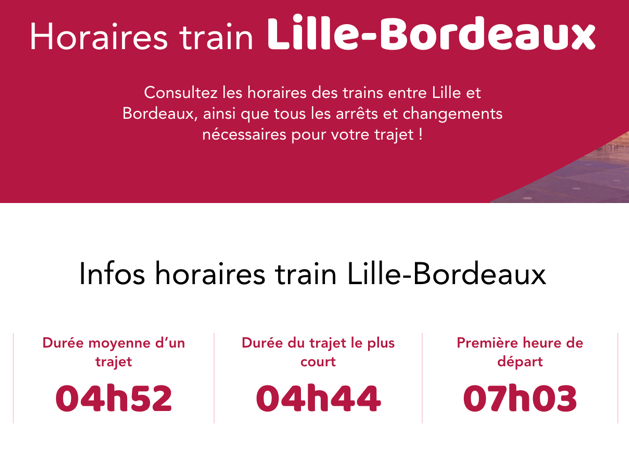 Horaires train Lille-Bordeaux
Consultez les horaires des trains entre Lille et
Bordeaux, ainsi que tous les arrêts et changements
nécessaires pour votre trajet !
Infos horaires train Lille-Bordeaux
Durée moyenne d’un
trajet
04h52
Durée du trajet le plus
court
04h44
Première heure de
départ
07h03